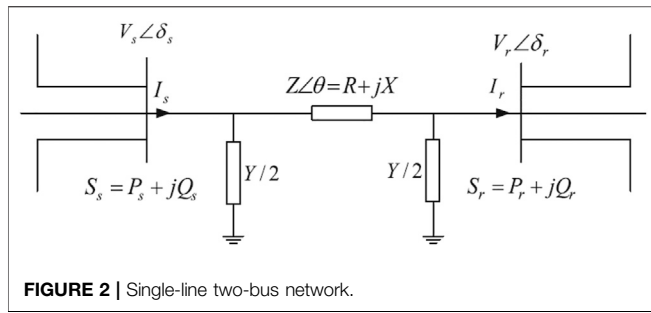 V_s∠δ_s
V_r∠δ_r
I_s
Z∠θ=R+jX
I_r
Y/2
Y/2
S_s = P_s + jQ_s
S_r = P_r + jQ_r
FIGURE 2 | Single-line two-bus network.